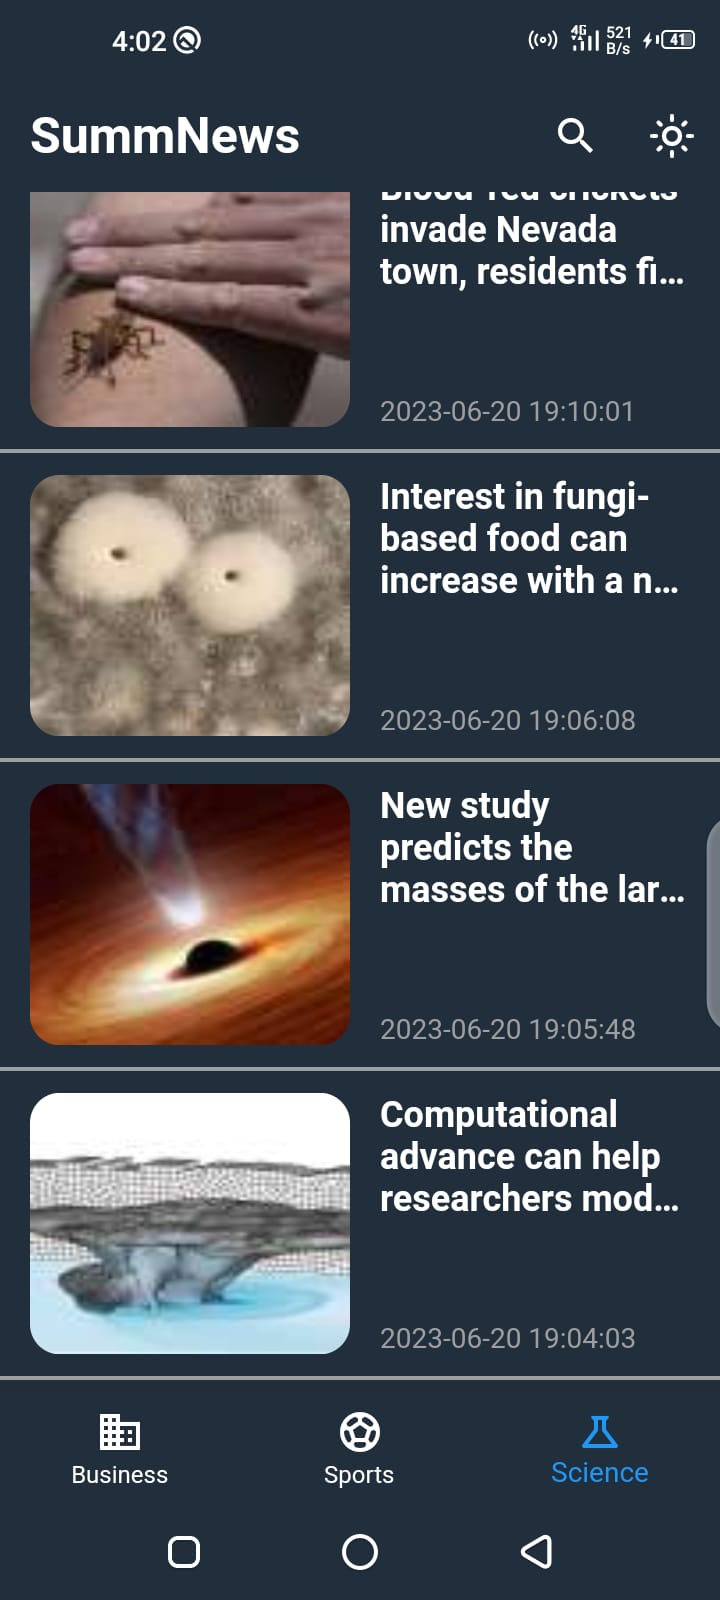 4:02
4G
521
B/s
41
SummNews
Blood red crickets
invade Nevada
town, residents fi...
2023-06-20 19:10:01
Interest in fungi-
based food can
increase with a n...
2023-06-20 19:06:08
New study
predicts the
masses of the lar...
2023-06-20 19:05:48
Computational
advance can help
researchers mod...
2023-06-20 19:04:03
Business
Sports
Science